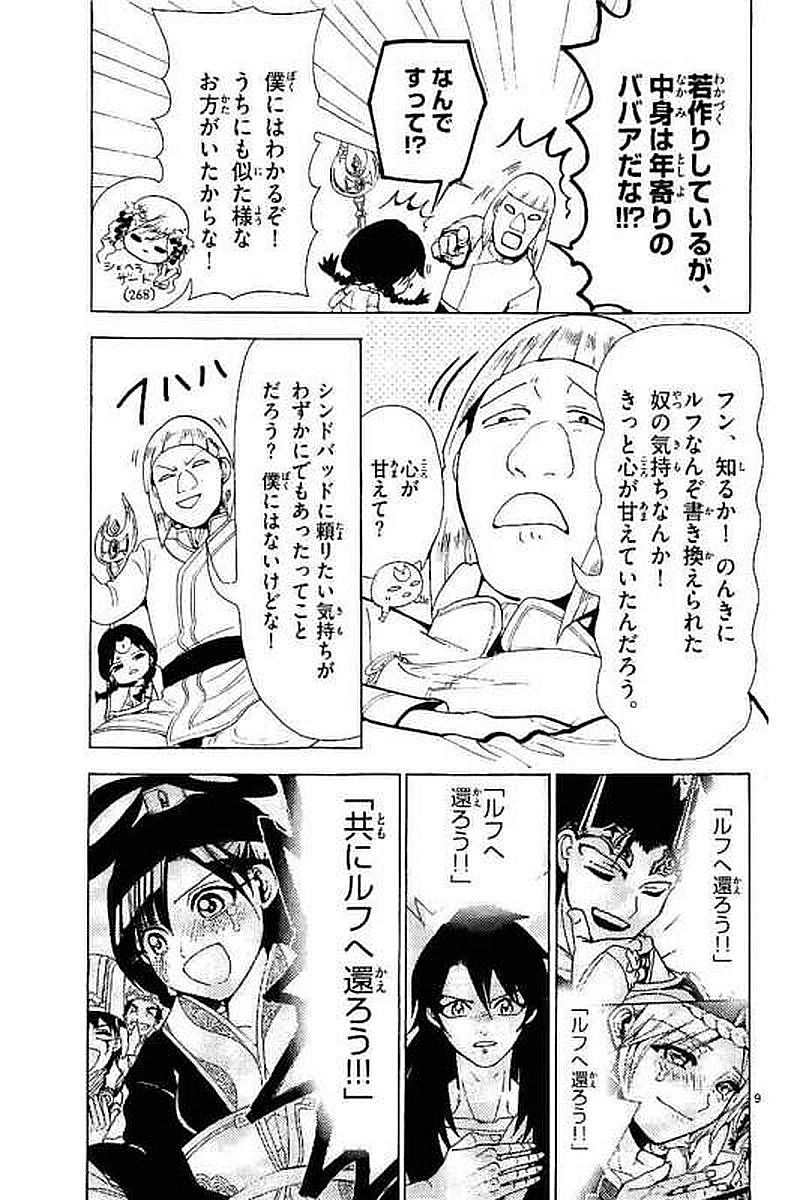 若作りしているが、
中身は年寄りの
ババアだな!!?
なんで
すって!?
僕にはわかるぞ!
うちにも似た様な
お方がいたからな!
シェヘラ
ザード
(268)
フン、知るか! のんきに
ルフなんぞ書き換えられた
奴の気持ちなんか!
きっと心が甘えていたんだろう。
心が
甘えて?
シンドバッドに頼りたい気持ちが
わずかにでもあったってこと
だろう? 僕にはないけどな!
フハハハ
「ルフへ還ろう!!」
「ルフへ還ろう!!」
「ルフへ
還ろう!!」
「共にルフへ還ろう!!!」
9